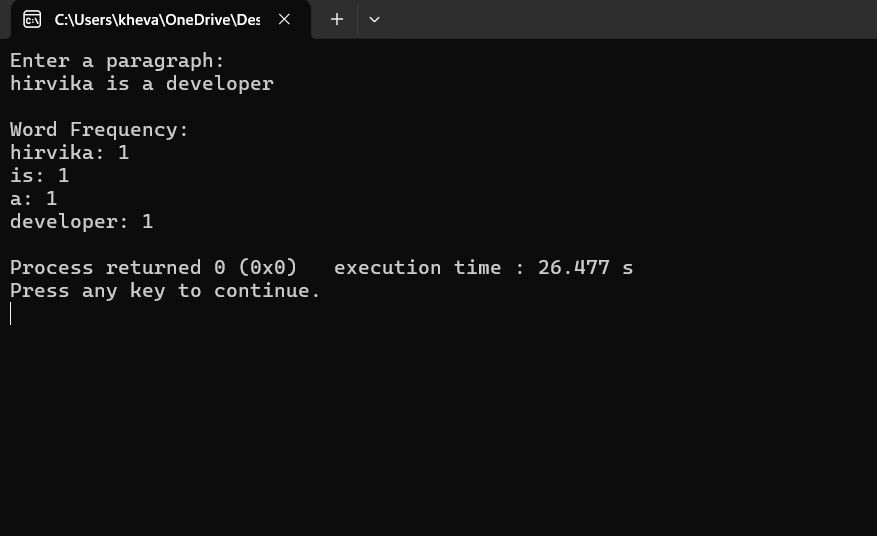 C:\Users\kheva\OneDrive\Des
Enter a paragraph:
hirvika is a developer
Word Frequency:
hirvika: 1
is: 1
a: 1
developer: 1
Process returned 0 (0x0)   execution time : 26.477 s
Press any key to continue.